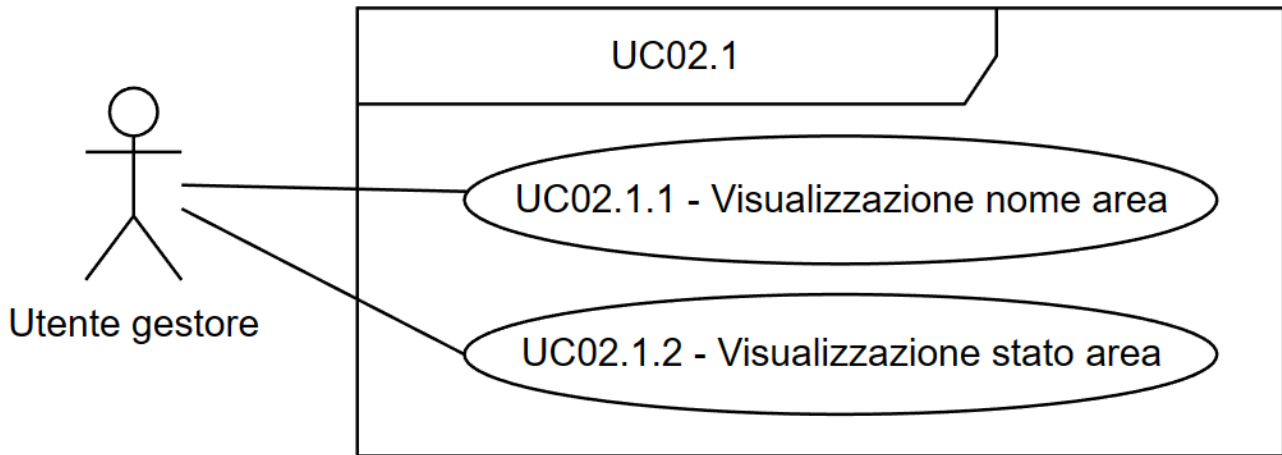 UC02.1
UC02.1.1 - Visualizzazione nome area
UC02.1.2 - Visualizzazione stato area
Utente gestore